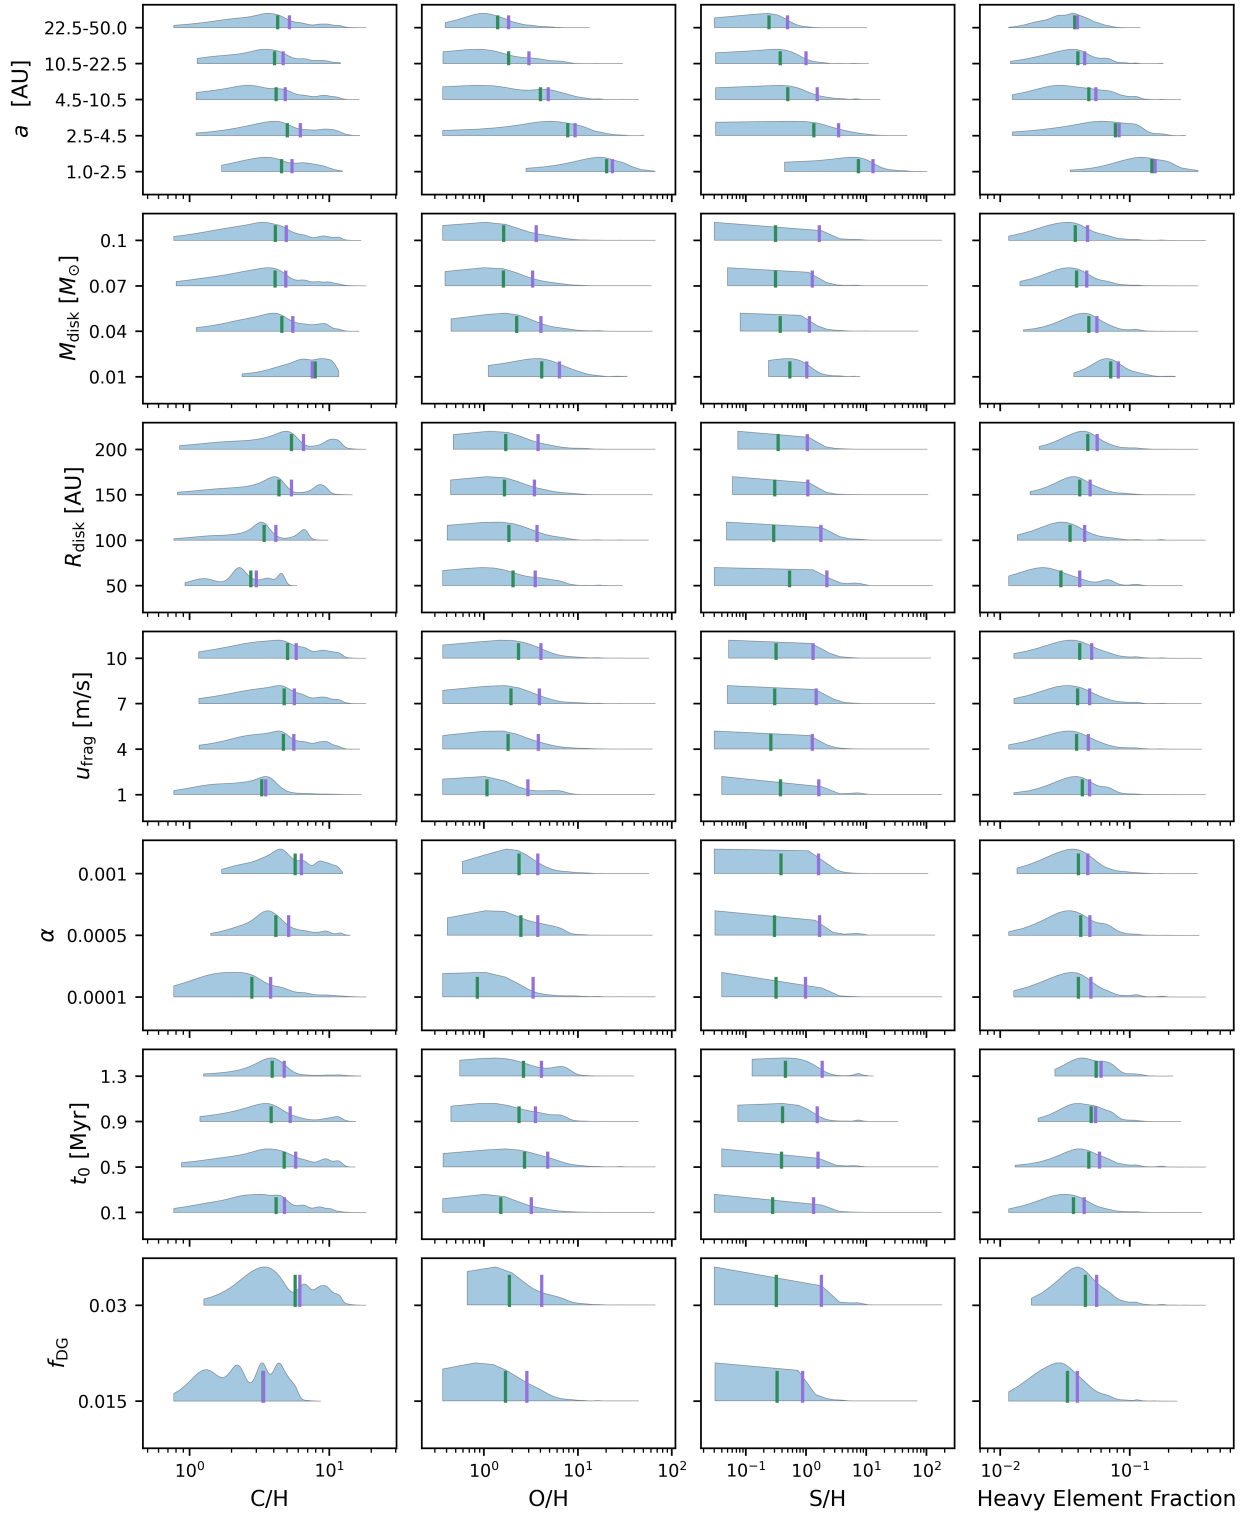 a [AU]
22.5-50.0
10.5-22.5
4.5-10.5
2.5-4.5
1.0-2.5
M_disk [M_⊙]
0.1
0.07
0.04
0.01
R_disk [AU]
200
150
100
50
u_frag [m/s]
10
7
4
1
α
0.001
0.0005
0.0001
t_0 [Myr]
1.3
0.9
0.5
0.1
f_DG
0.03
0.015
10^0 10^1
10^0 10^1 10^2
10^-1 10^0 10^1 10^2
10^-2 10^-1
C/H
O/H
S/H
Heavy Element Fraction